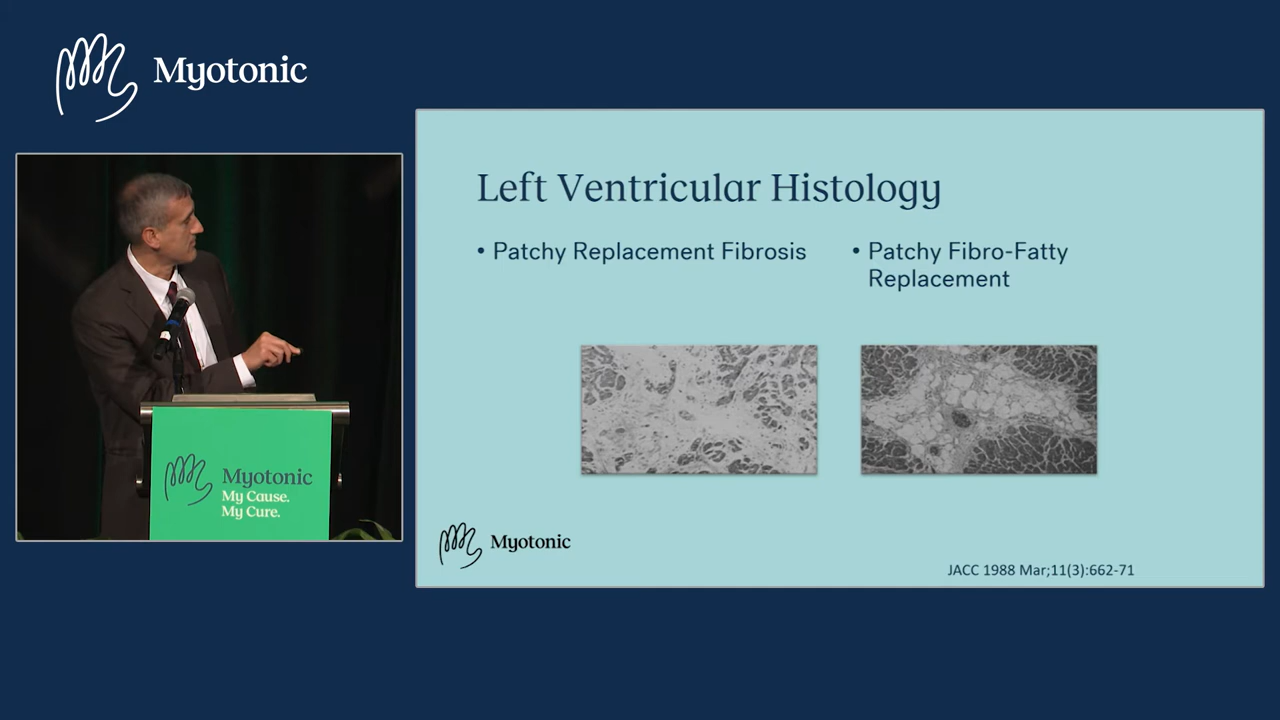 Myotonic
Left Ventricular Histology
• Patchy Replacement Fibrosis
• Patchy Fibro-Fatty
Replacement
Myotonic
My Cause.
My Cure.
Myotonic
JACC 1988 Mar;11(3):662-71